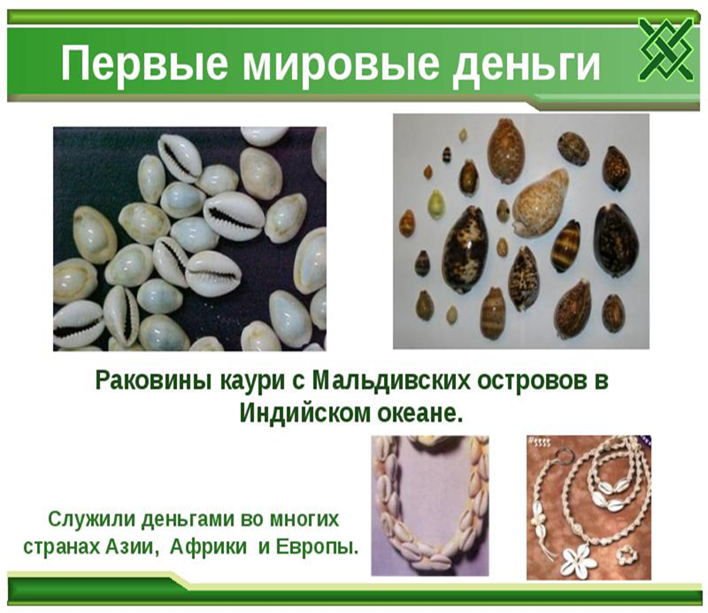 Первые мировые деньги
Раковины каури с Мальдивских островов в
Индийском океане.
Служили деньгами во многих
странах Азии, Африки и Европы.